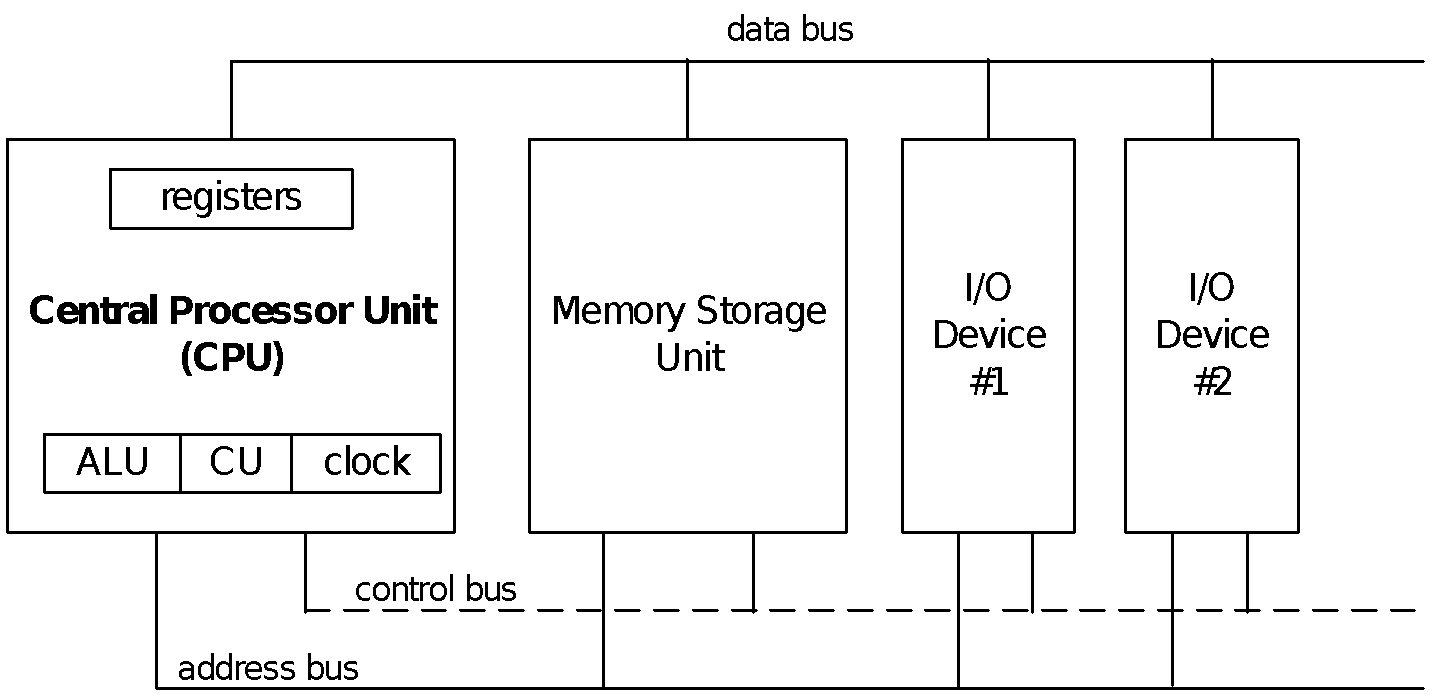 data bus
registers
Central Processor Unit
(CPU)
ALU
CU
clock
Memory Storage
Unit
I/O
Device
#1
I/O
Device
#2
control bus
address bus